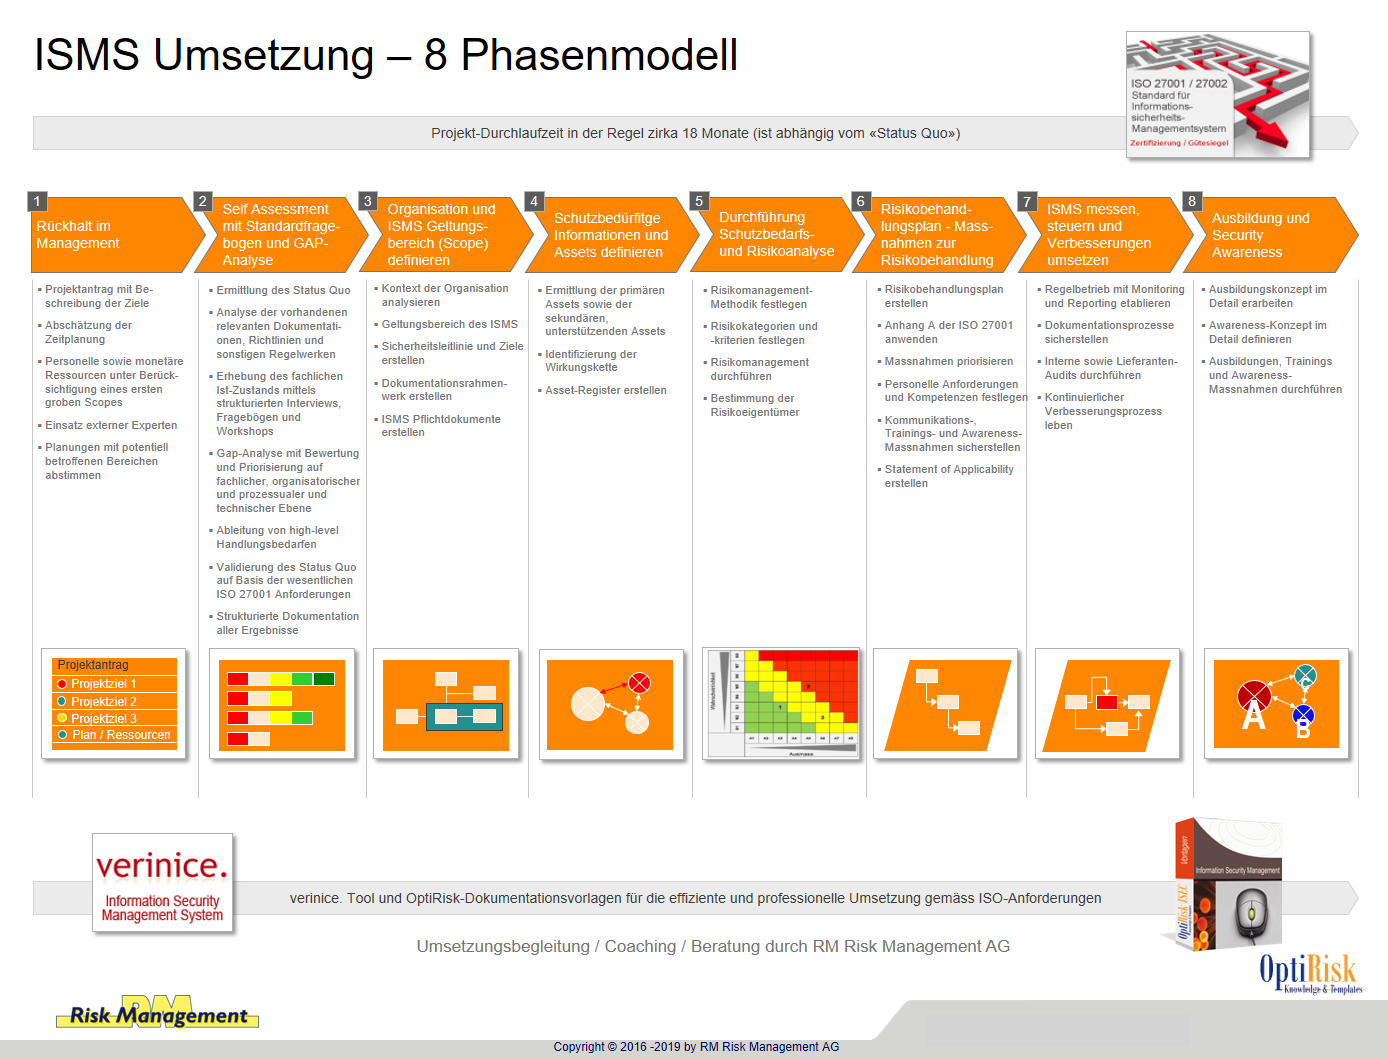 ISMS Umsetzung – 8 Phasenmodell
ISO 27001 / 27002
Standard für
Informations-
sicherheits-
Managementsystem
Zertifizierung / Gütesiegel
Projekt-Durchlaufzeit in der Regel zirka 18 Monate (ist abhängig vom «Status Quo»)
1
Rückhalt im
Management
▪ Projektantrag mit Be-
schreibung der Ziele
▪ Abschätzung der
Zeitplanung
▪ Personelle sowie monetäre
Ressourcen unter Berück-
sichtigung eines ersten
groben Scopes
▪ Einsatz externer Experten
▪ Planungen mit potentiell
betroffenen Bereichen
abstimmen
Projektantrag
Projektziel 1
Projektziel 2
Projektziel 3
Plan / Ressourcen
2
Self Assessment
mit Standardfrage-
bogen und GAP-
Analyse
▪ Ermittlung des Status Quo
▪ Analyse der vorhandenen
relevanten Dokumentati-
onen, Richtlinien und
sonstigen Regelwerken
▪ Erhebung des fachlichen
Ist-Zustands mittels
strukturierten Interviews,
Fragebögen und
Workshops
▪ Gap-Analyse mit Bewertung
und Priorisierung auf
fachlicher, organisatorischer
und prozessualer und
technischer Ebene
▪ Ableitung von high-level
Handlungsbedarfen
▪ Validierung des Status Quo
auf Basis der wesentlichen
ISO 27001 Anforderungen
▪ Strukturierte Dokumentation
aller Ergebnisse
3
Organisation und
ISMS Geltungs-
bereich (Scope)
definieren
▪ Kontext der Organisation
analysieren
▪ Geltungsbereich des ISMS
▪ Sicherheitsleitlinie und Ziele
erstellen
▪ Dokumentationsrahmen-
werk erstellen
▪ ISMS Pflichtdokumente
erstellen
4
Schutzbedürfitge
Informationen und
Assets definieren
▪ Ermittlung der primären
Assets sowie der
sekundären,
unterstützenden Assets
▪ Identifizierung der
Wirkungskette
▪ Asset-Register erstellen
5
Durchführung
Schutzbedarfs-
und Risikoanalyse
▪ Risikomanagement-
Methodik festlegen
▪ Risikokategorien und
-kriterien festlegen
▪ Risikomanagement
durchführen
▪ Bestimmung der
Risikoeigentümer
Ausmass
6
Risikobehand-
lungsplan - Mass-
nahmen zur
Risikobehandlung
▪ Risikobehandlungsplan
erstellen
▪ Anhang A der ISO 27001
anwenden
▪ Massnahmen priorisieren
▪ Personelle Anforderungen
und Kompetenzen festlegen
▪ Kommunikations-,
Trainings- und Awareness-
Massnahmen sicherstellen
▪ Statement of Applicability
erstellen
7
ISMS messen,
steuern und
Verbesserungen
umsetzen
▪ Regelbetrieb mit Monitoring
und Reporting etablieren
▪ Dokumentationsprozesse
sicherstellen
▪ Interne sowie Lieferanten-
Audits durchführen
▪ Kontinuierlicher
Verbesserungsprozess
leben
8
Ausbildung und
Security
Awareness
▪ Ausbildungskonzept im
Detail erarbeiten
▪ Awareness-Konzept im
Detail definieren
▪ Ausbildungen, Trainings
und Awareness-
Massnahmen durchführen
A
C
B
verinice.
Information Security
Management System
verinice. Tool und OptiRisk-Dokumentationsvorlagen für die effiziente und professionelle Umsetzung gemäss ISO-Anforderungen
Vorlagen
Information Security Management
OptiRisk ISEC
Umsetzungsbegleitung / Coaching / Beratung durch RM Risk Management AG
OptiRisk
Knowledge & Templates
RM
Risk Management
Copyright © 2016 -2019 by RM Risk Management AG